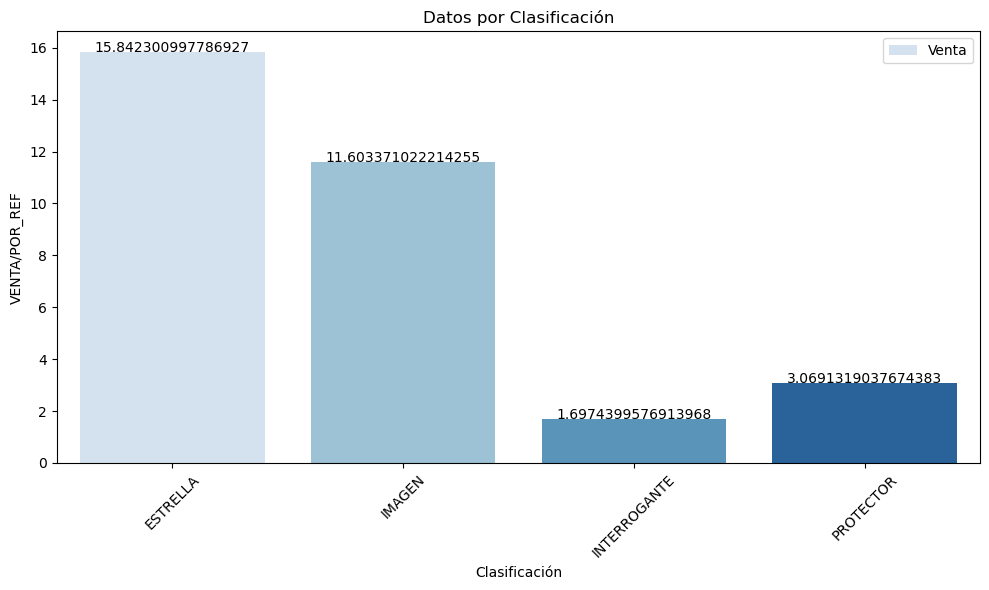 Datos por Clasificación
Venta
VENTA/POR_REF
16
14
12
10
8
6
4
2
0
15.842300997786927
11.603371022214255
1.6974399576913968
3.0691319037674383
ESTRELLA
IMAGEN
INTERROGANTE
PROTECTOR
Clasificación